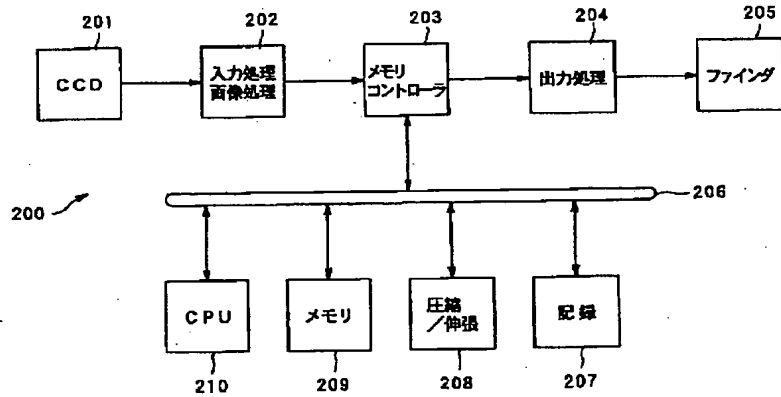 201
202
203
204
205
CCD
入力処理
画像処理
メモリ
コントローラ
出力処理
ファインダ
206
200
CPU
メモリ
圧縮
/伸張
記録
210
209
208
207